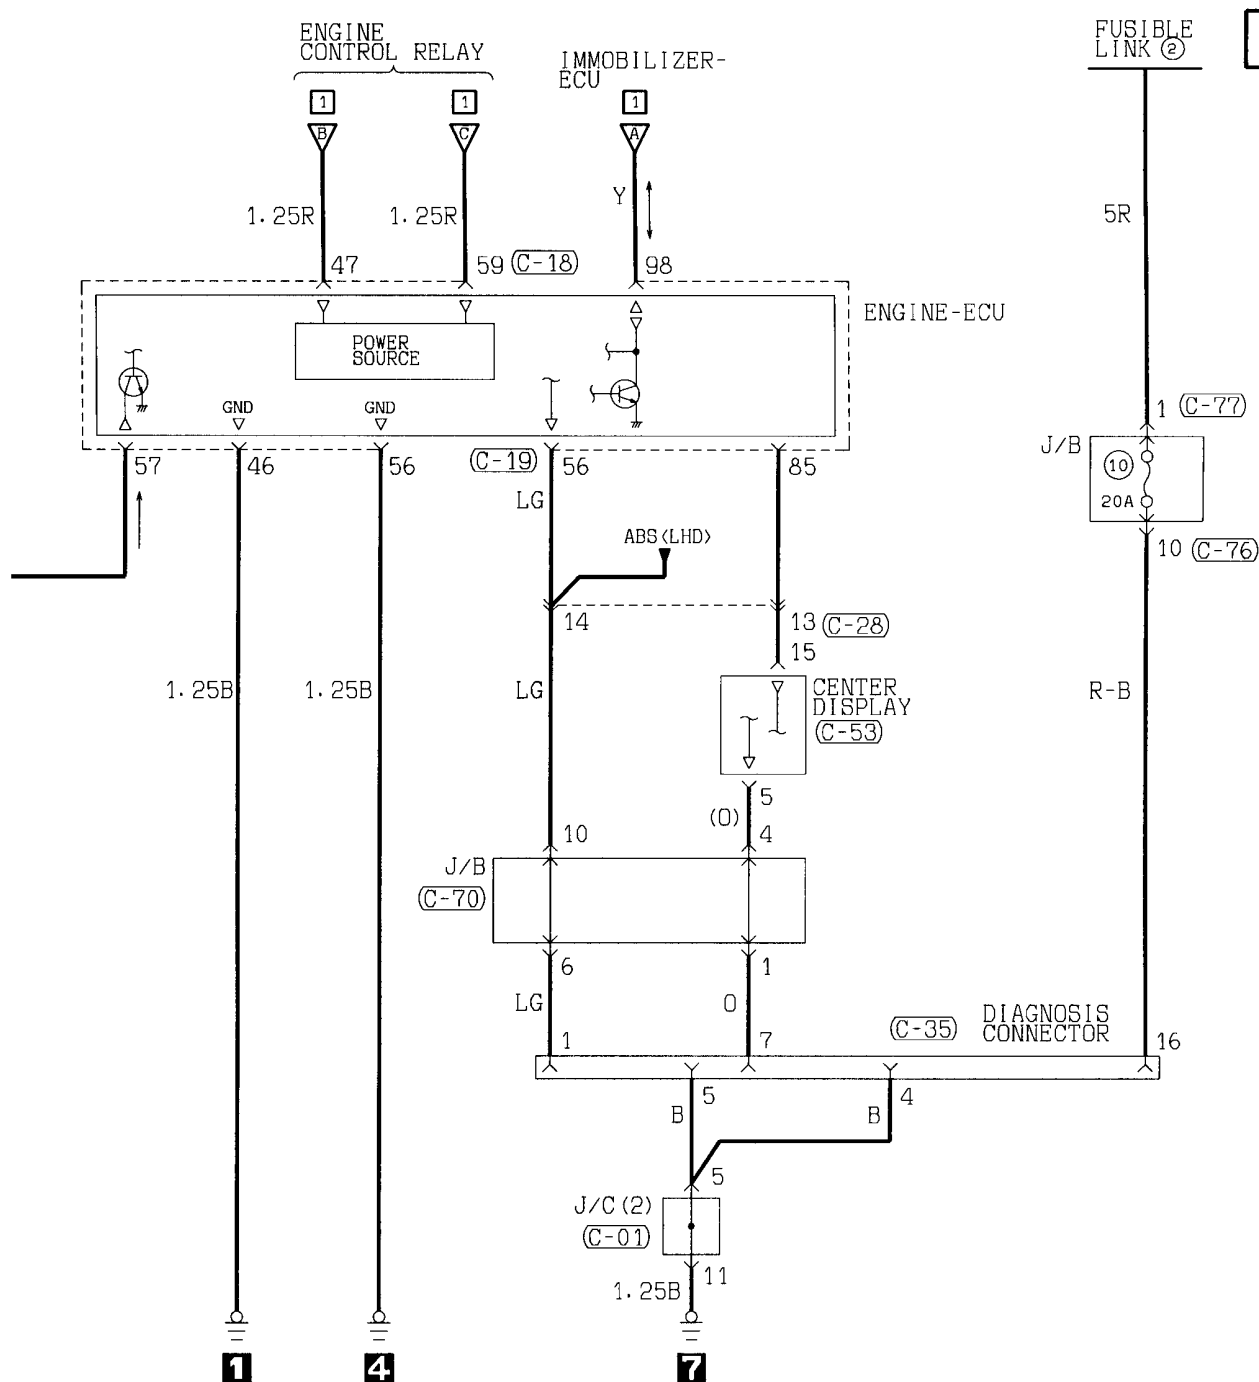 ENGINE
CONTROL RELAY
IMMOBILIZER-
ECU
FUSIBLE
LINK ②
1
1
1
B
C
A
Y
1.25R
1.25R
5R
47
59
C-18
98
ENGINE-ECU
POWER
SOURCE
GND
GND
1
C-77
J/B
10
20A
57
46
56
C-19
56
85
LG
ABS<LHD>
10
C-76
14
13
C-28
15
1.25B
1.25B
LG
CENTER
DISPLAY
C-53
R-B
5
(O)
10
4
J/B
C-70
6
1
LG
O
C-35
DIAGNOSIS
CONNECTOR
1
7
16
5
4
B
B
5
J/C(2)
C-01
11
1.25B
1
4
7